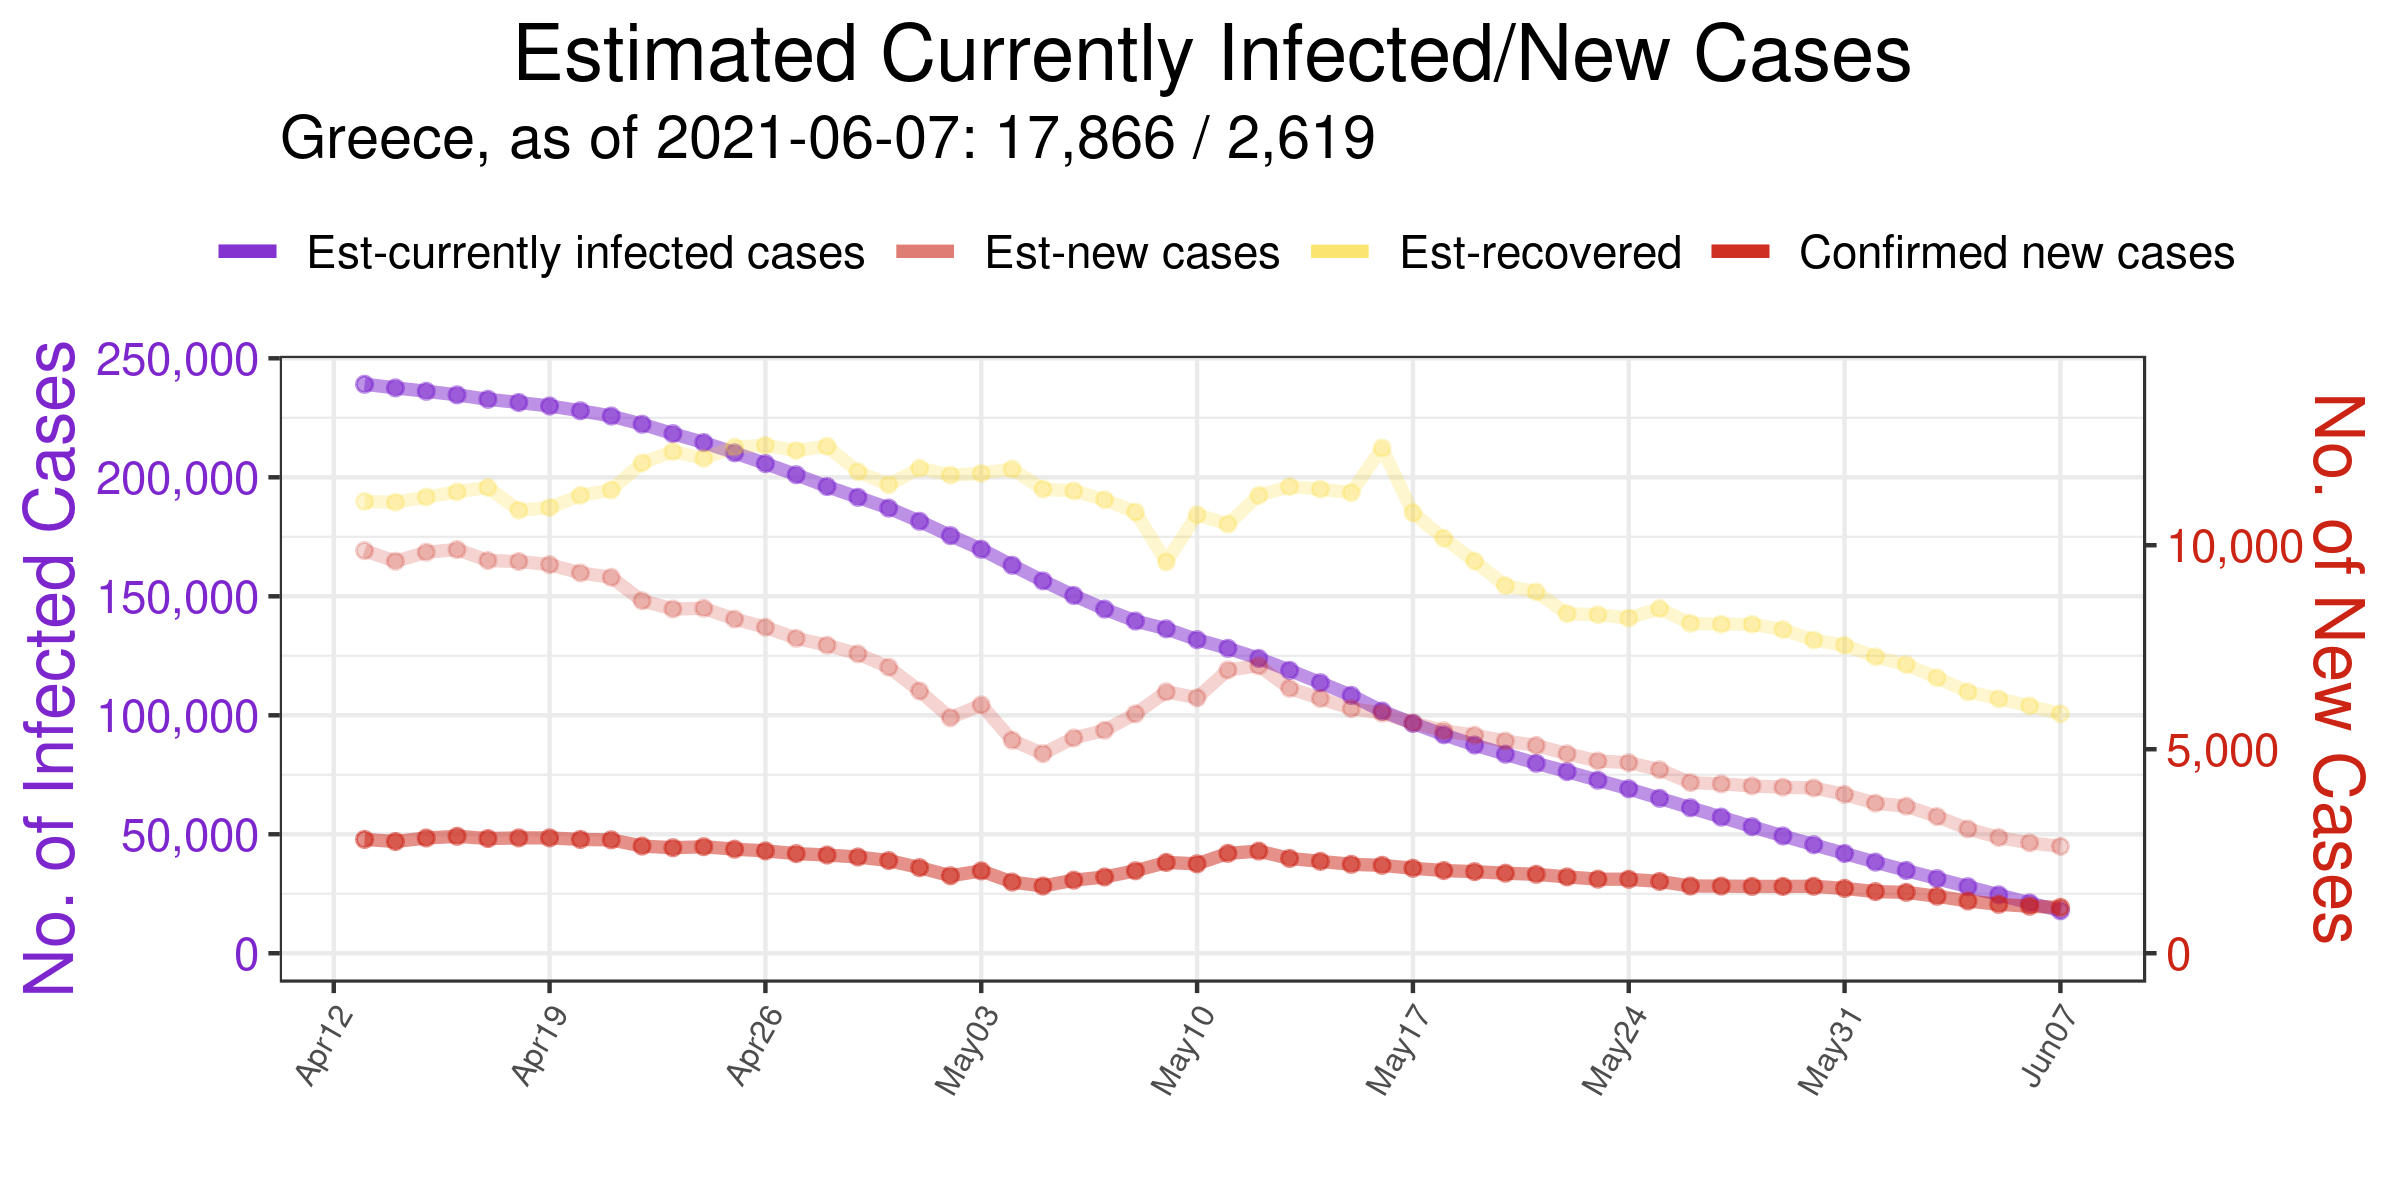 Estimated Currently Infected/New Cases
Greece, as of 2021-06-07: 17,866 / 2,619
Est-currently infected cases Est-new cases Est-recovered Confirmed new cases
No. of Infected Cases
250,000
200,000
150,000
100,000
50,000
0
10,000
5,000
0
No. of New Cases
Apr12 Apr19 Apr26 May03 May10 May17 May24 May31 Jun07